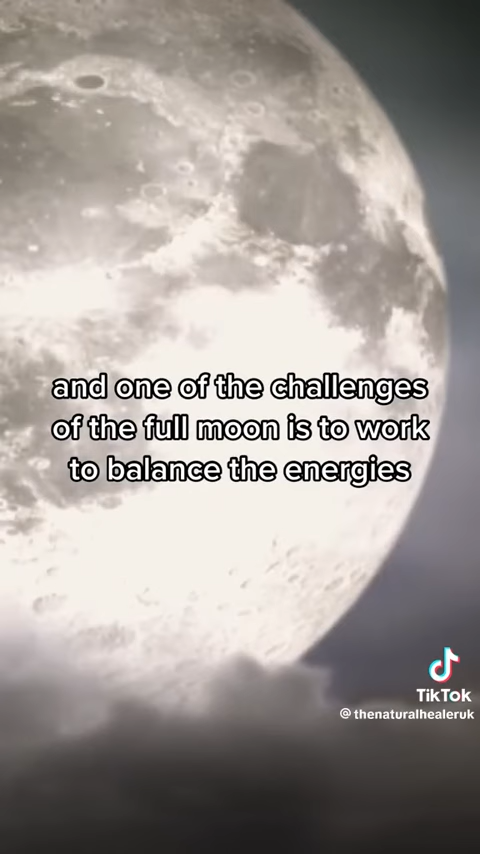 and one of the challenges
of the full moon is to work
to balance the energies
TikTok
@thenaturalhealeruk